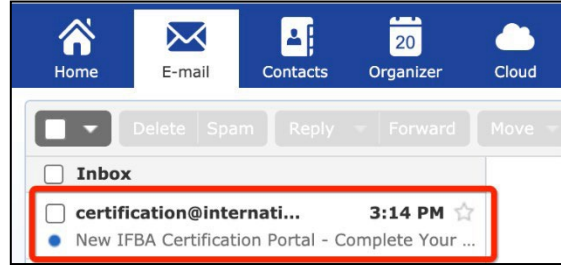 Home E-mail Contacts 20 Organizer Cloud
Delete Spam Reply Forward Move
Inbox
certification@internati... 3:14 PM
New IFBA Certification Portal - Complete Your ...